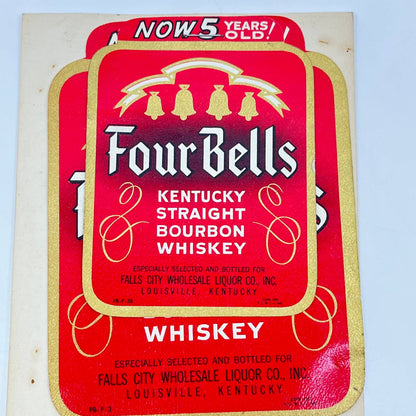 NOW 5 YEARS OLD!
Four Bells
KENTUCKY
STRAIGHT
BOURBON
WHISKEY
ESPECIALLY SELECTED AND BOTTLED FOR
FALLS CITY WHOLESALE LIQUOR CO., INC.
LOUISVILLE, KENTUCKY
WHISKEY
ESPECIALLY SELECTED AND BOTTLED FOR
FALLS CITY WHOLESALE LIQUOR CO., INC
LOUISVILLE, KENTUCKY